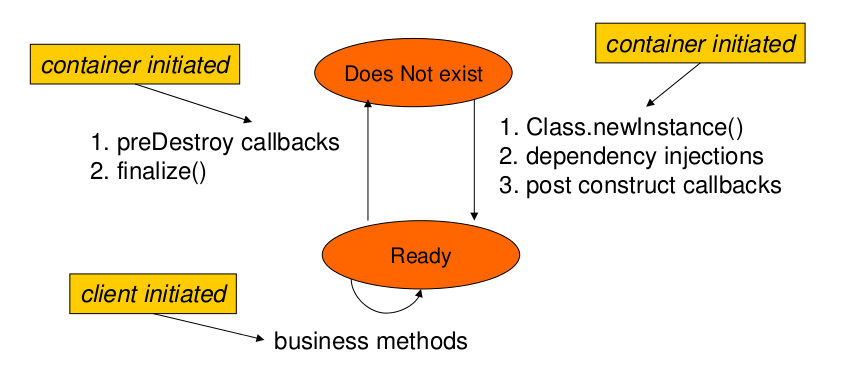 container initiated
container initiated
Does Not exist
1. preDestroy callbacks
2. finalize()
1. Class.newInstance()
2. dependency injections
3. post construct callbacks
Ready
client initiated
business methods